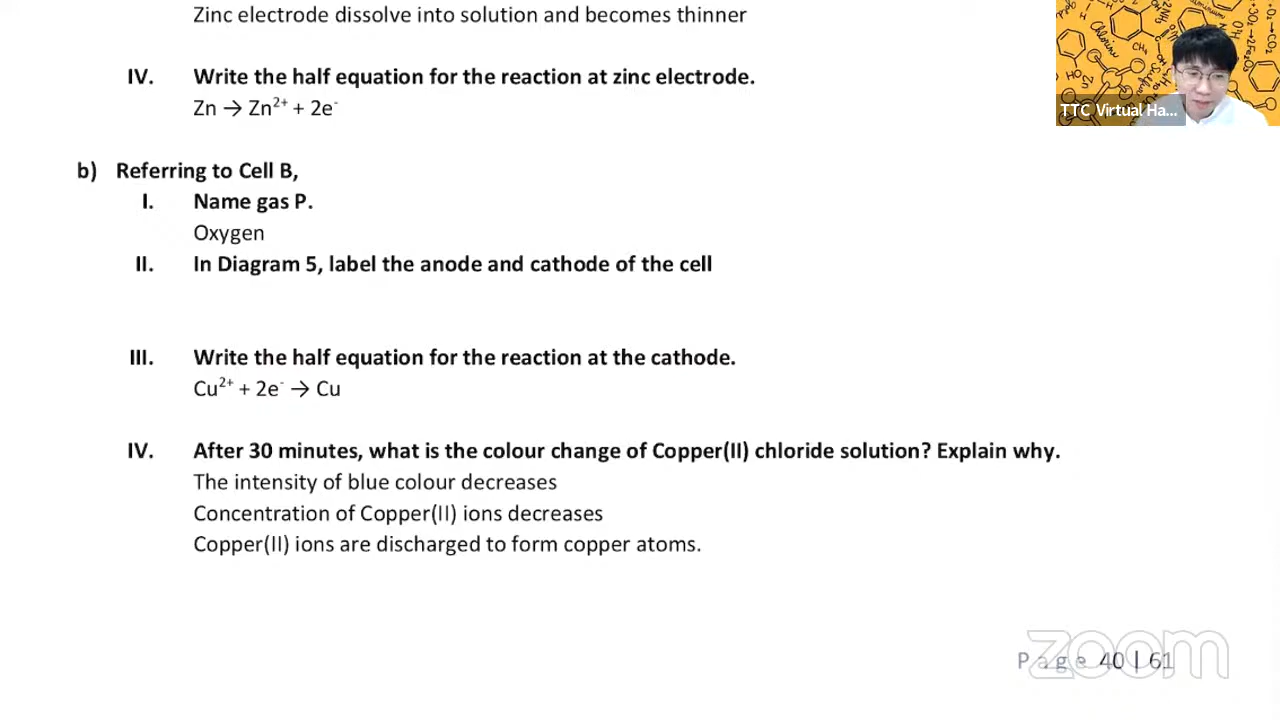 Zinc electrode dissolve into solution and becomes thinner
IV. Write the half equation for the reaction at zinc electrode.
Zn → Zn²⁺ + 2e⁻
b) Referring to Cell B,
I. Name gas P.
Oxygen
II. In Diagram 5, label the anode and cathode of the cell
III. Write the half equation for the reaction at the cathode.
Cu²⁺ + 2e⁻ → Cu
IV. After 30 minutes, what is the colour change of Copper(II) chloride solution? Explain why.
The intensity of blue colour decreases
Concentration of Copper(II) ions decreases
Copper(II) ions are discharged to form copper atoms.
TTC Virtual Ha...
zoom
Page 40 | 61